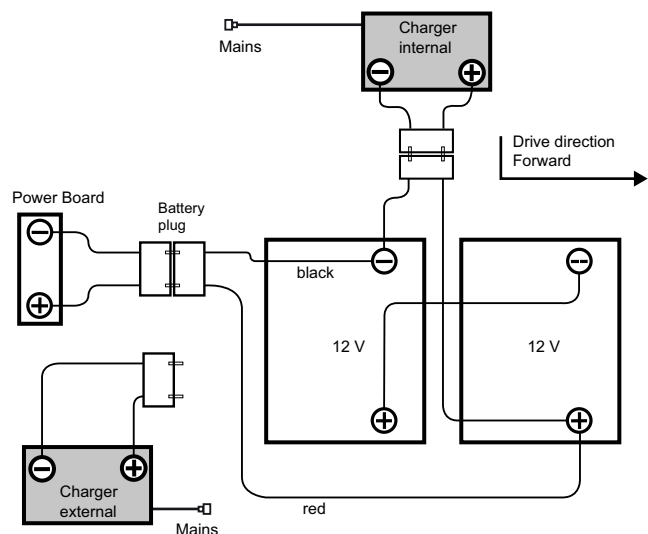 Charger
internal
Mains
Drive direction
Forward
Power Board
Battery
plug
black
12 V
12 V
Charger
external
red
Mains